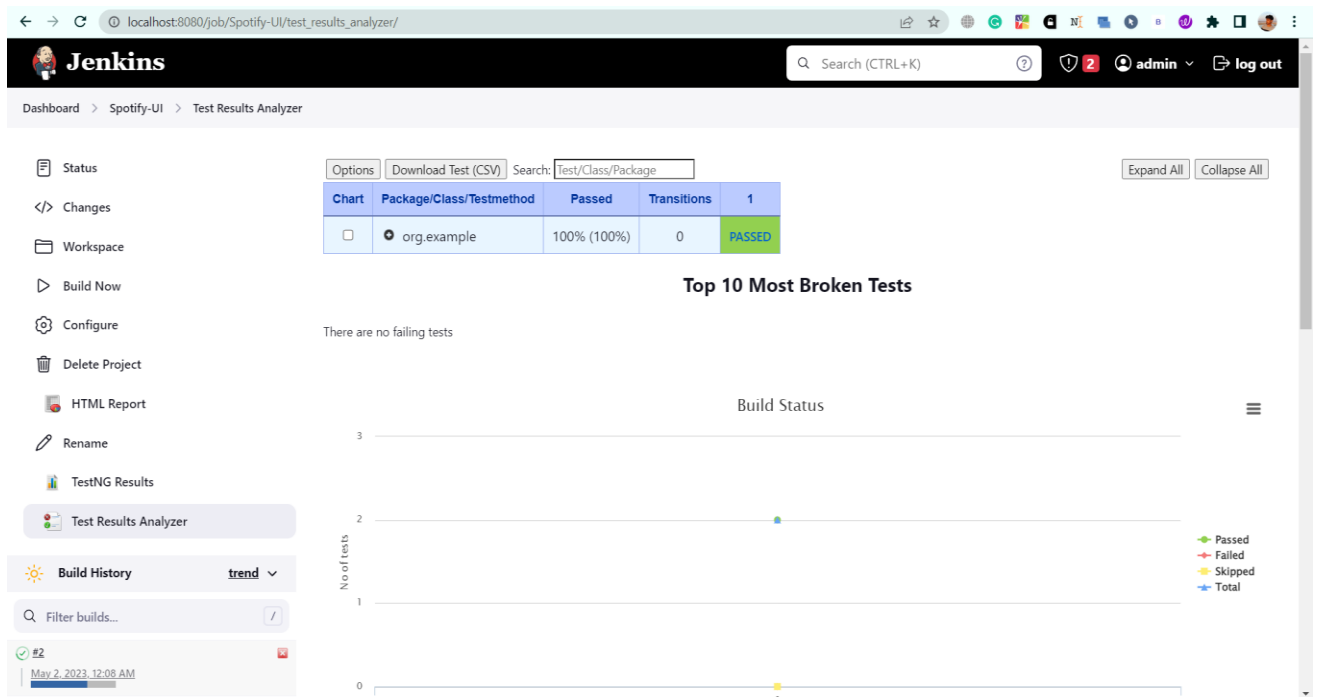 localhost:8080/job/Spotify-UI/test_results_analyzer/
Jenkins
Search (CTRL+K)
?
2
admin
log out
Dashboard > Spotify-UI > Test Results Analyzer
Status
Changes
Workspace
Build Now
Configure
Delete Project
HTML Report
Rename
TestNG Results
Test Results Analyzer
Build History
trend
Filter builds...
/
#2
May 2, 2023, 12:08 AM
Options Download Test (CSV) Search: Test/Class/Package
Expand All Collapse All
Chart Package/Class/Testmethod Passed Transitions 1
org.example 100% (100%) 0 PASSED
Top 10 Most Broken Tests
There are no failing tests
Build Status
3
2
1
0
No of tests
Passed
Failed
Skipped
Total